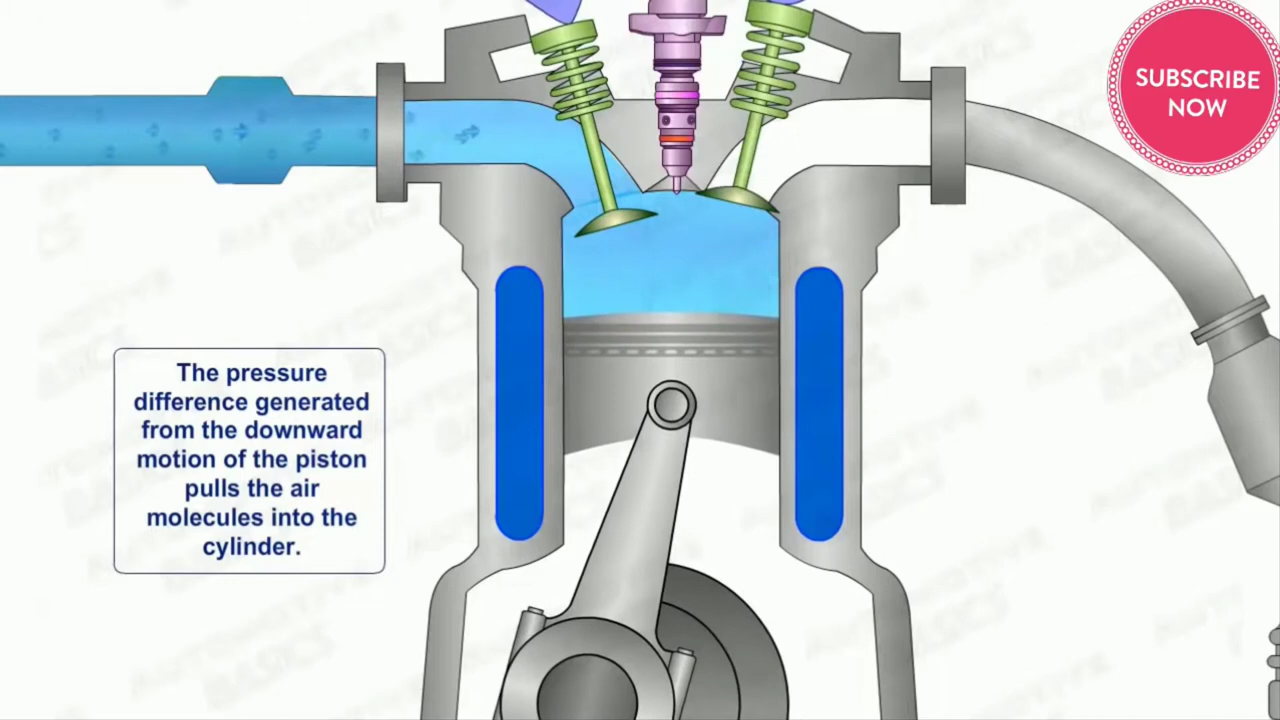 SUBSCRIBE
NOW
The pressure
difference generated
from the downward
motion of the piston
pulls the air
molecules into the
cylinder.